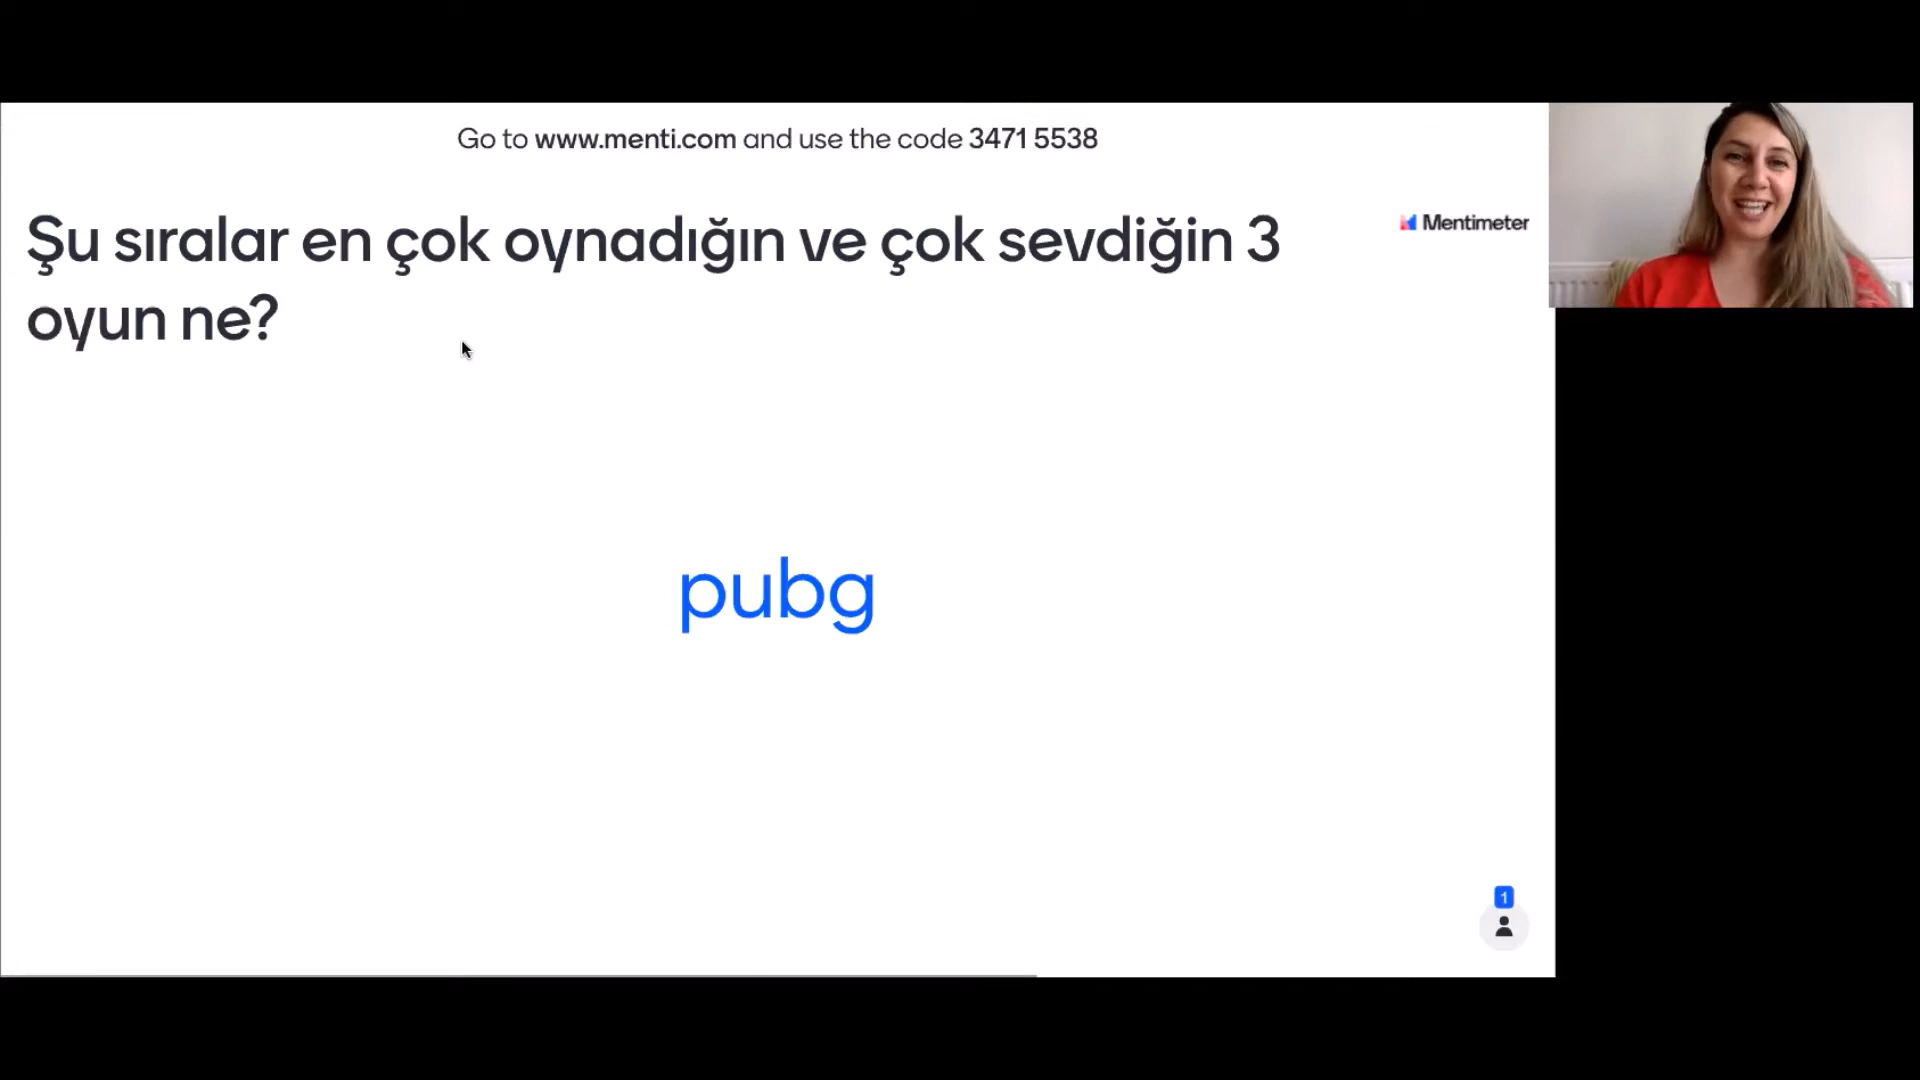 Go to www.menti.com and use the code 3471 5538
Şu sıralar en çok oynadığın ve çok sevdiğin 3
oyun ne?
Mentimeter
pubg
1